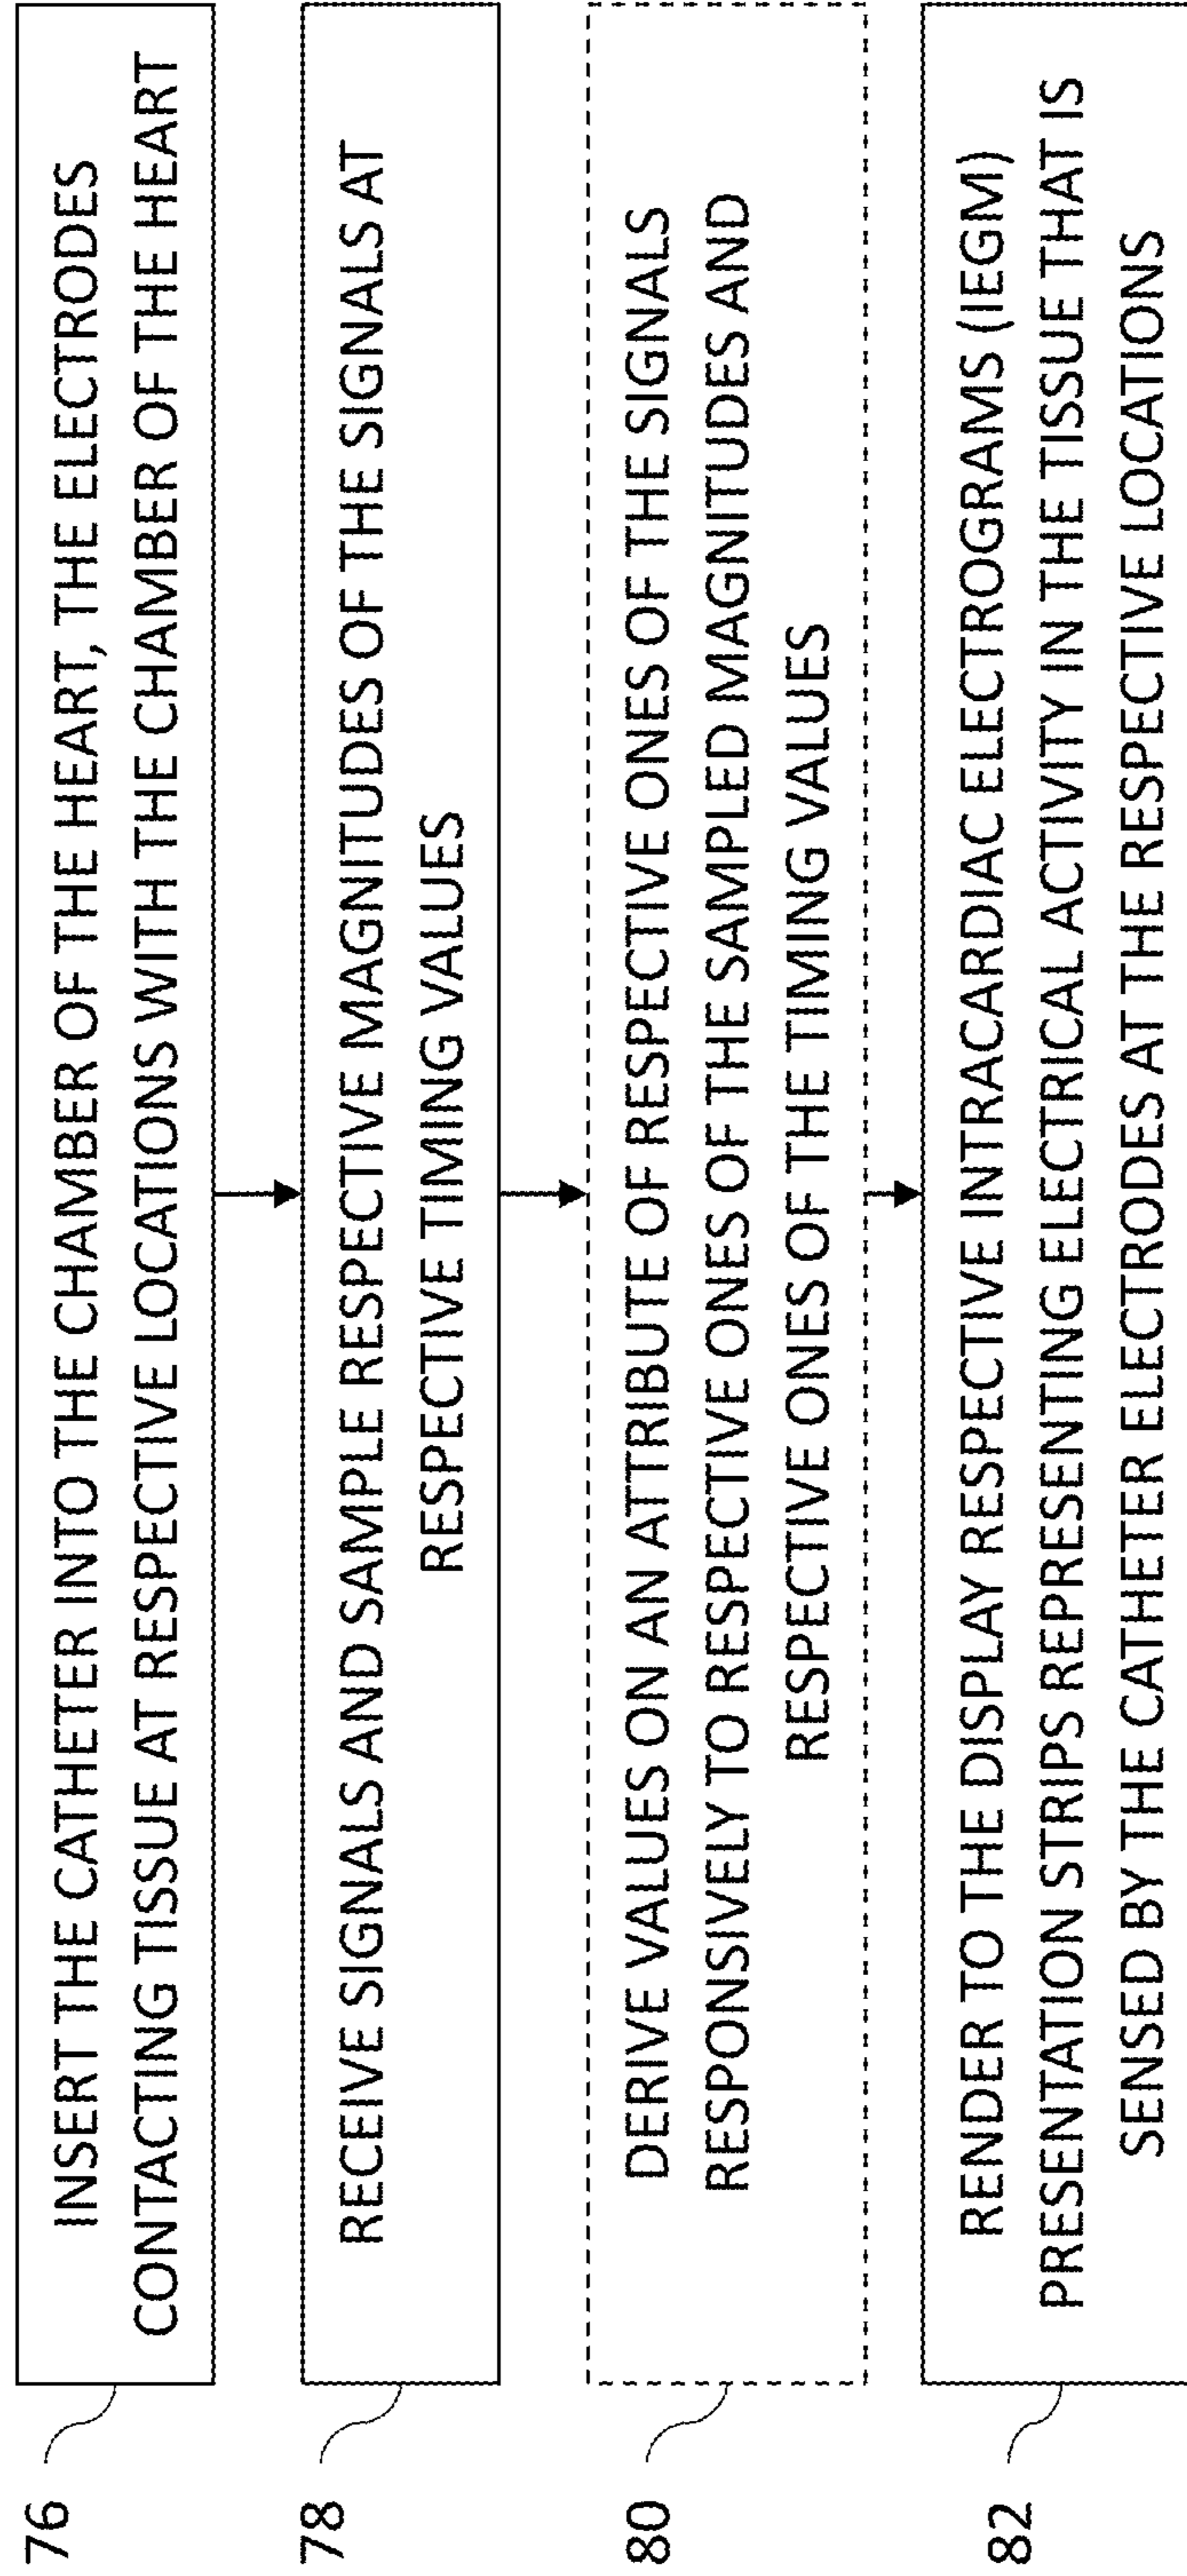 76
INSERT THE CATHETER INTO THE CHAMBER OF THE HEART, THE ELECTRODES
CONTACTING TISSUE AT RESPECTIVE LOCATIONS WITH THE CHAMBER OF THE HEART
78
RECEIVE SIGNALS AND SAMPLE RESPECTIVE MAGNITUDES OF THE SIGNALS AT
RESPECTIVE TIMING VALUES
80
DERIVE VALUES ON AN ATTRIBUTE OF RESPECTIVE ONES OF THE SIGNALS
RESPONSIVELY TO RESPECTIVE ONES OF THE SAMPLED MAGNITUDES AND
RESPECTIVE ONES OF THE TIMING VALUES
82
RENDER TO THE DISPLAY RESPECTIVE INTRACARDIAC ELECTROGRAMS (IEGM)
PRESENTATION STRIPS REPRESENTING ELECTRICAL ACTIVITY IN THE TISSUE THAT IS
SENSED BY THE CATHETER ELECTRODES AT THE RESPECTIVE LOCATIONS